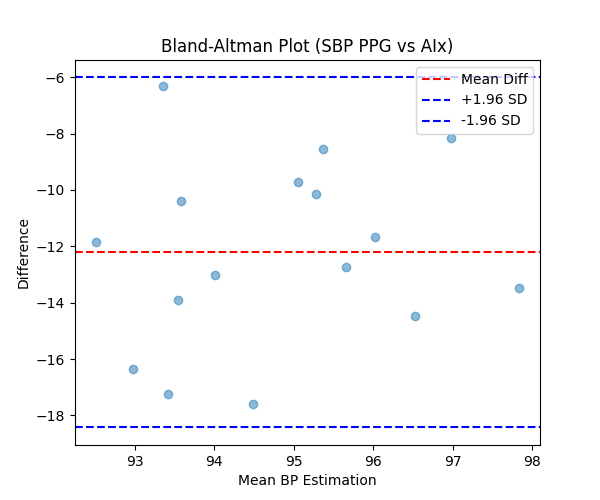 Bland-Altman Plot (SBP PPG vs AIx)
Mean Diff
+1.96 SD
-1.96 SD
Difference
−6
−8
−10
−12
−14
−16
−18
93 94 95 96 97 98
Mean BP Estimation